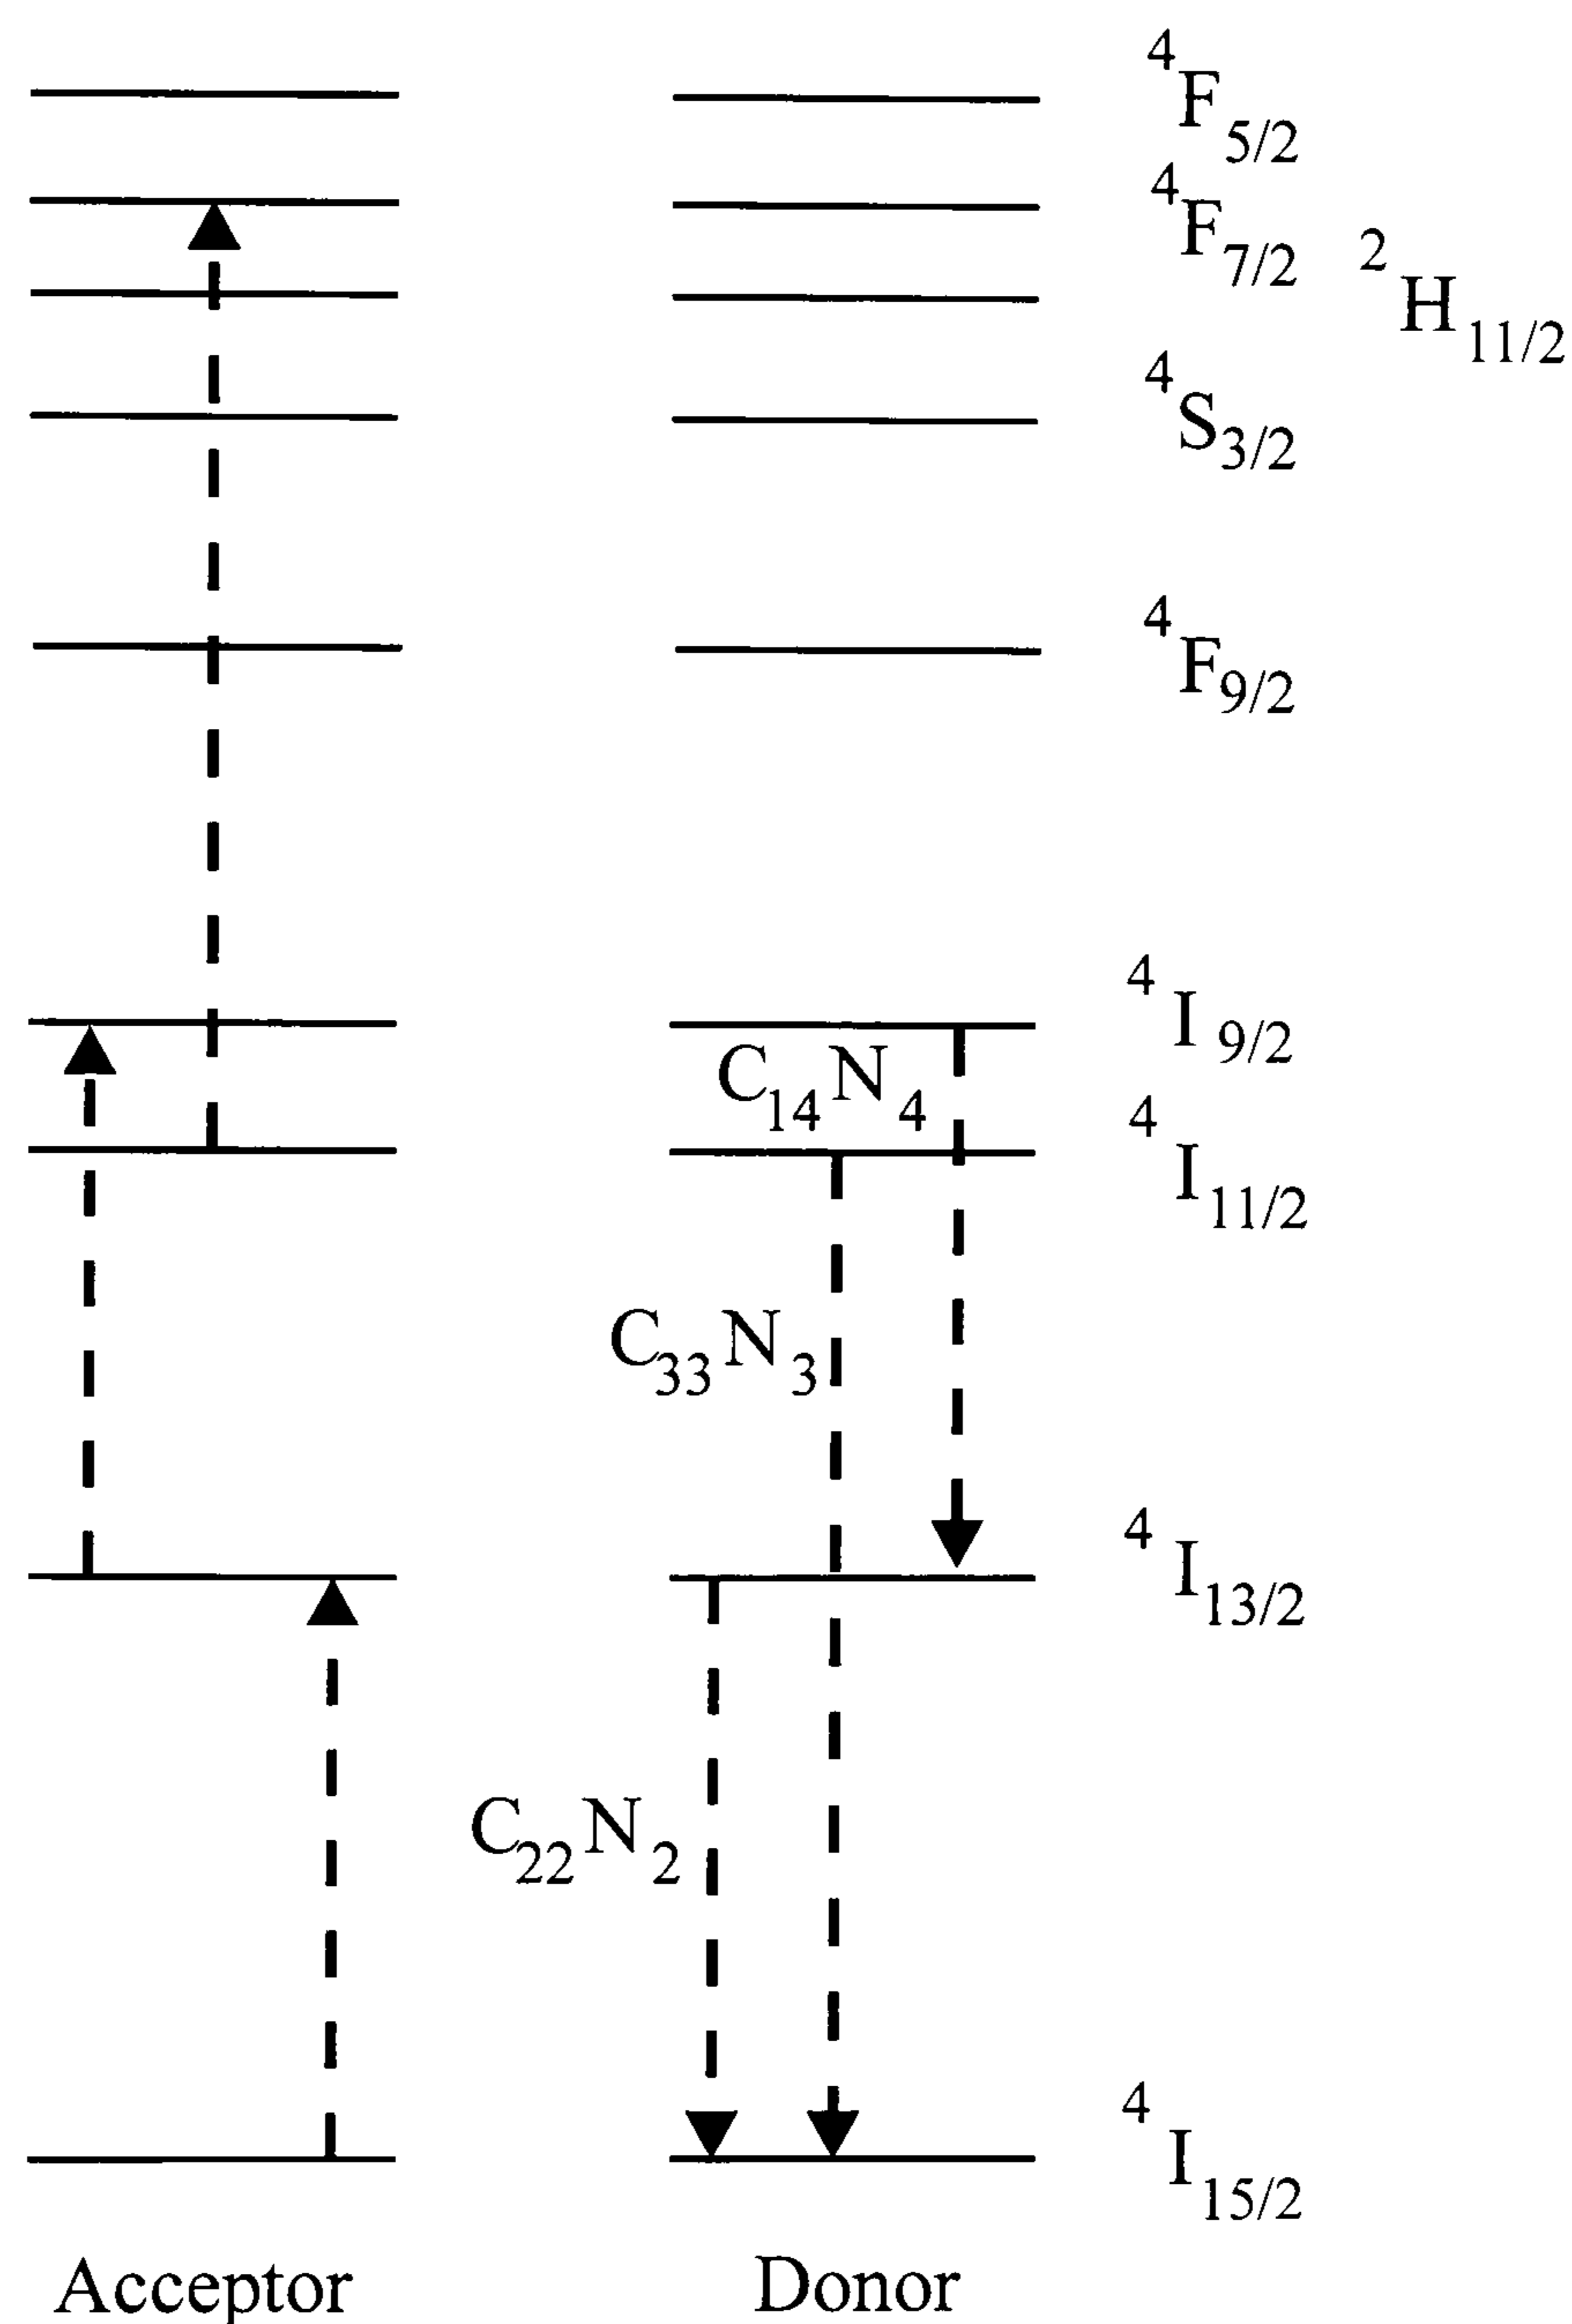 ⁴F₅/₂
⁴F₇/₂ ²H₁₁/₂
⁴S₃/₂
⁴F₉/₂
⁴I₉/₂
C₁₄N₄
⁴I₁₁/₂
C₃₃N₃
⁴I₁₃/₂
C₂₂N₂
⁴I₁₅/₂
Acceptor Donor